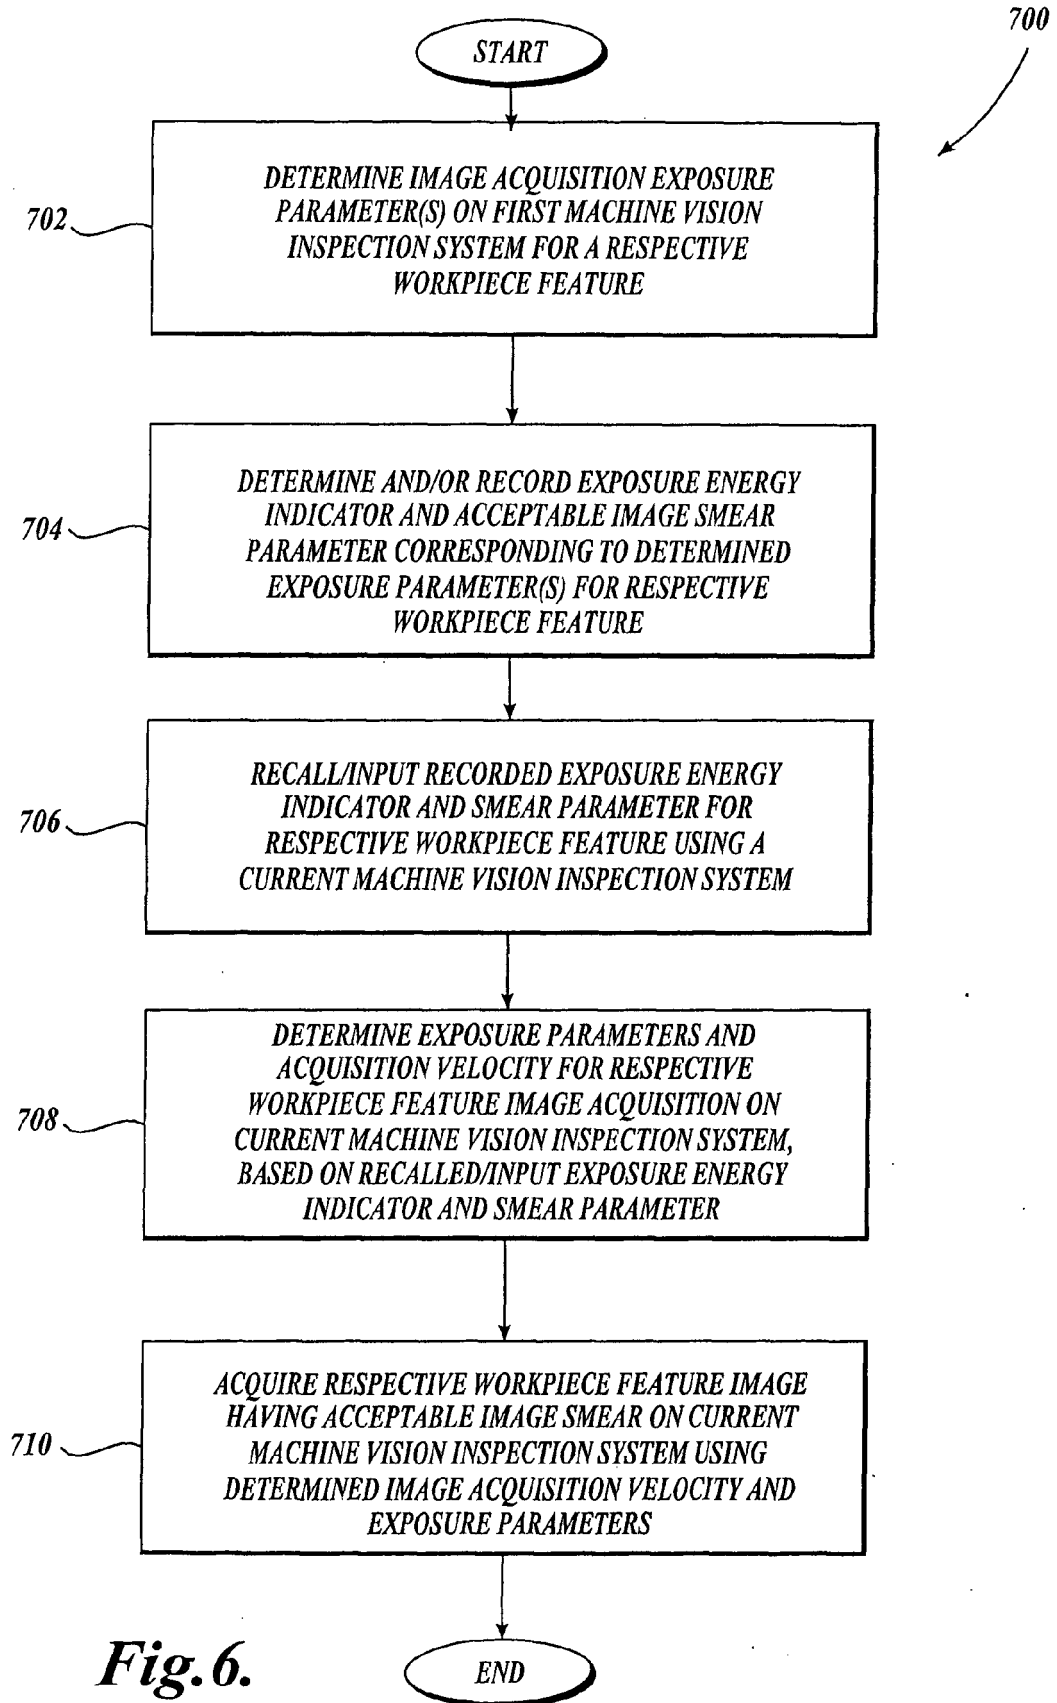 700
START
702
DETERMINE IMAGE ACQUISITION EXPOSURE
PARAMETER(S) ON FIRST MACHINE VISION
INSPECTION SYSTEM FOR A RESPECTIVE
WORKPIECE FEATURE
704
DETERMINE AND/OR RECORD EXPOSURE ENERGY
INDICATOR AND ACCEPTABLE IMAGE SMEAR
PARAMETER CORRESPONDING TO DETERMINED
EXPOSURE PARAMETER(S) FOR RESPECTIVE
WORKPIECE FEATURE
706
RECALL/INPUT RECORDED EXPOSURE ENERGY
INDICATOR AND SMEAR PARAMETER FOR
RESPECTIVE WORKPIECE FEATURE USING A
CURRENT MACHINE VISION INSPECTION SYSTEM
708
DETERMINE EXPOSURE PARAMETERS AND
ACQUISITION VELOCITY FOR RESPECTIVE
WORKPIECE FEATURE IMAGE ACQUISITION ON
CURRENT MACHINE VISION INSPECTION SYSTEM,
BASED ON RECALLED/INPUT EXPOSURE ENERGY
INDICATOR AND SMEAR PARAMETER
710
ACQUIRE RESPECTIVE WORKPIECE FEATURE IMAGE
HAVING ACCEPTABLE IMAGE SMEAR ON CURRENT
MACHINE VISION INSPECTION SYSTEM USING
DETERMINED IMAGE ACQUISITION VELOCITY AND
EXPOSURE PARAMETERS
Fig.6.
END